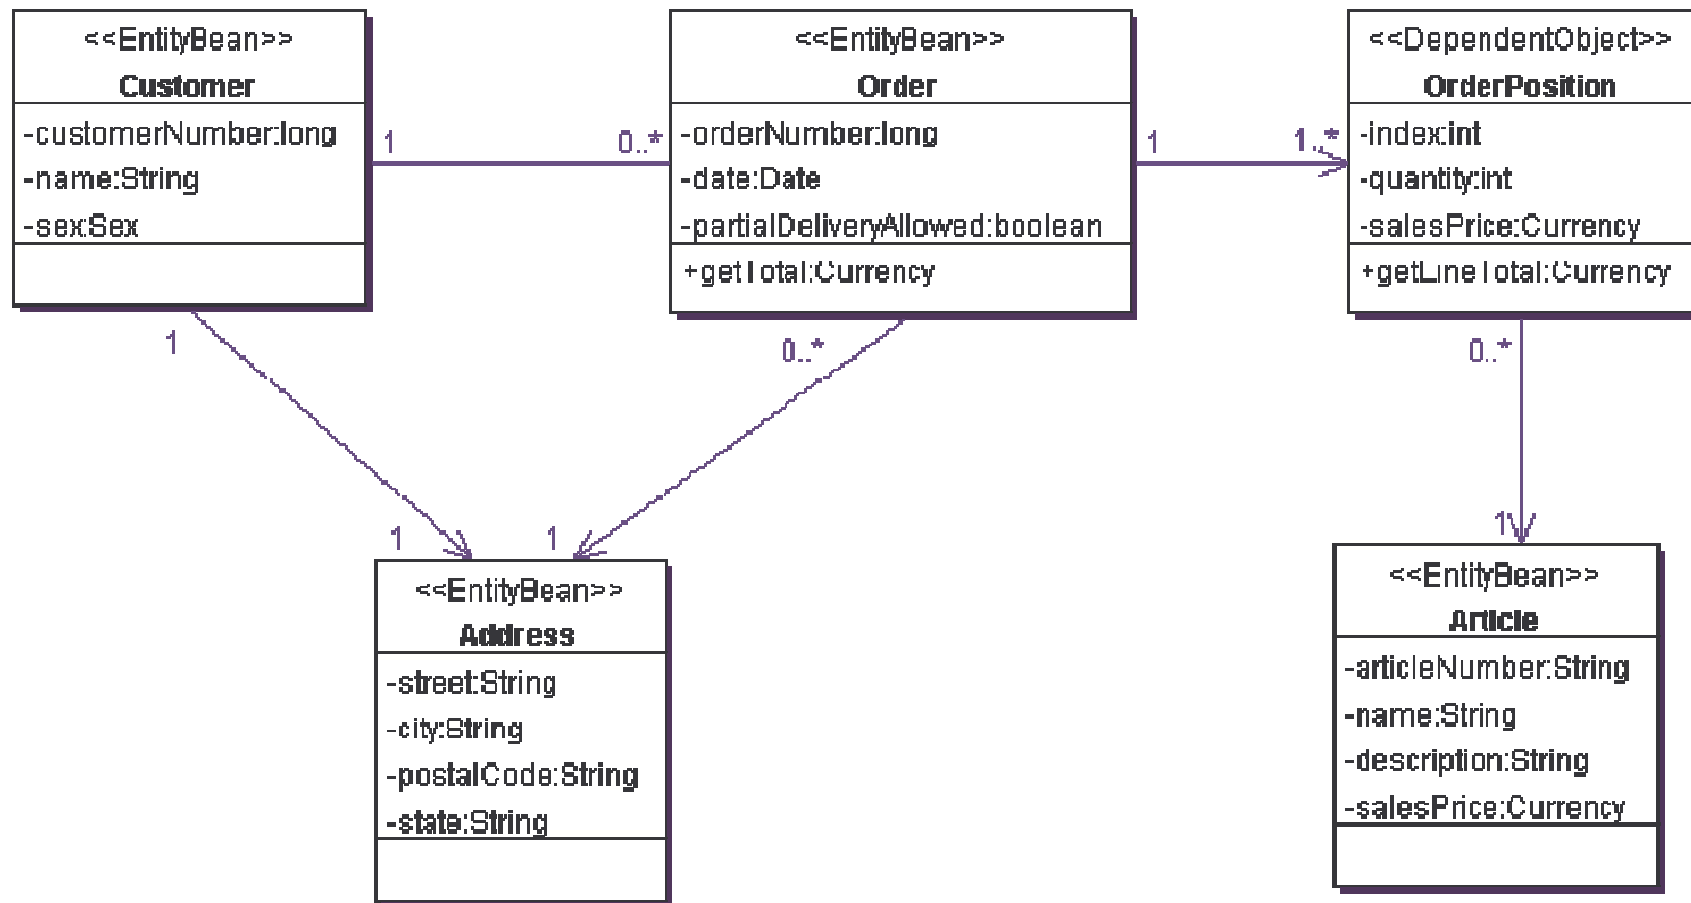 <<EntityBean>>
Customer
-customerNumber:long
-name:String
-sex:Sex
1
0..*
<<EntityBean>>
Order
-orderNumber:long
-date:Date
-partialDeliveryAllowed:boolean
+getTotal:Currency
1
1..*
<<DependentObject>>
OrderPosition
-index:int
-quantity:int
-salesPrice:Currency
+getLineTotal:Currency
1
0..*
0..*
1
1
1
<<EntityBean>>
Address
-street:String
-city:String
-postalCode:String
-state:String
<<EntityBean>>
Article
-articleNumber:String
-name:String
-description:String
-salesPrice:Currency